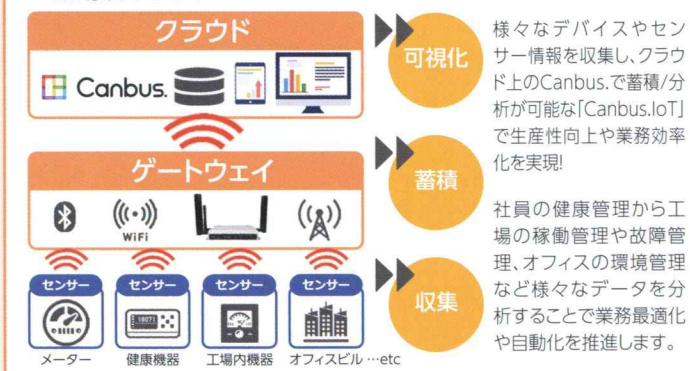 クラウド
Canbus.
ゲートウェイ
WiFi
センサー
センサー
センサー
センサー
18071
メーター
健康機器
工場内機器
オフィスビル …etc
可視化
蓄積
収集
様々なデバイスやセン
サー情報を収集し、クラウ
ド上のCanbus.で蓄積/分
析が可能な「Canbus.IoT」
で生産性向上や業務効率
化を実現!
社員の健康管理から工
場の稼働管理や故障管
理、オフィスの環境管理
など様々なデータを分
析することで業務最適化
や自動化を推進します。